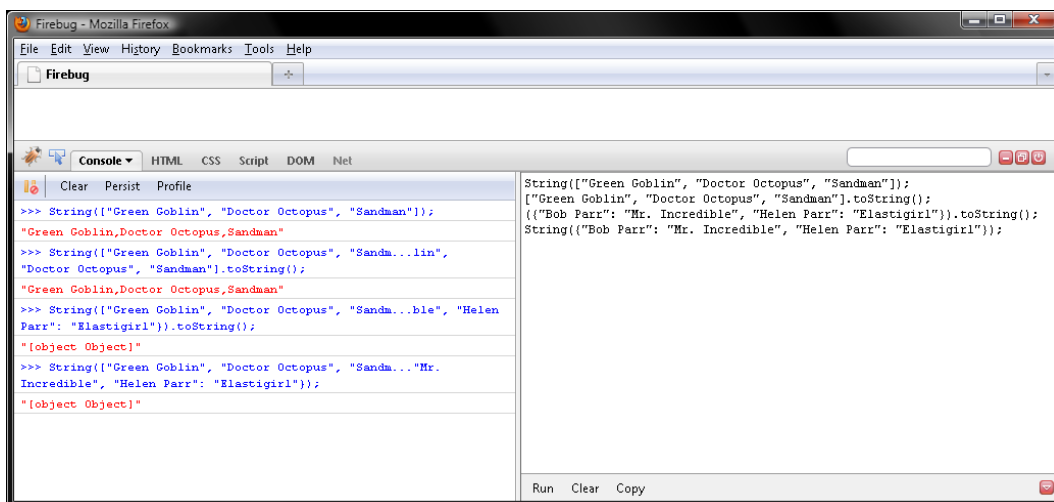 Firebug - Mozilla Firefox
File Edit View History Bookmarks Tools Help
Firebug
Console HTML CSS Script DOM Net
Clear Persist Profile
>>> String(["Green Goblin", "Doctor Octopus", "Sandman"]);
"Green Goblin,Doctor Octopus,Sandman"
>>> String(["Green Goblin", "Doctor Octopus", "Sandm...lin",
"Doctor Octopus", "Sandman"].toString();
"Green Goblin,Doctor Octopus,Sandman"
>>> String(["Green Goblin", "Doctor Octopus", "Sandm...ble", "Helen
Parr": "Elastigirl"}).toString();
"[object Object]"
>>> String(["Green Goblin", "Doctor Octopus", "Sandm..."Mr.
Incredible", "Helen Parr": "Elastigirl"});
"[object Object]"
String(["Green Goblin", "Doctor Octopus", "Sandman"]);
["Green Goblin", "Doctor Octopus", "Sandman"].toString();
({"Bob Parr": "Mr. Incredible", "Helen Parr": "Elastigirl"}).toString();
String({"Bob Parr": "Mr. Incredible", "Helen Parr": "Elastigirl"});
Run Clear Copy